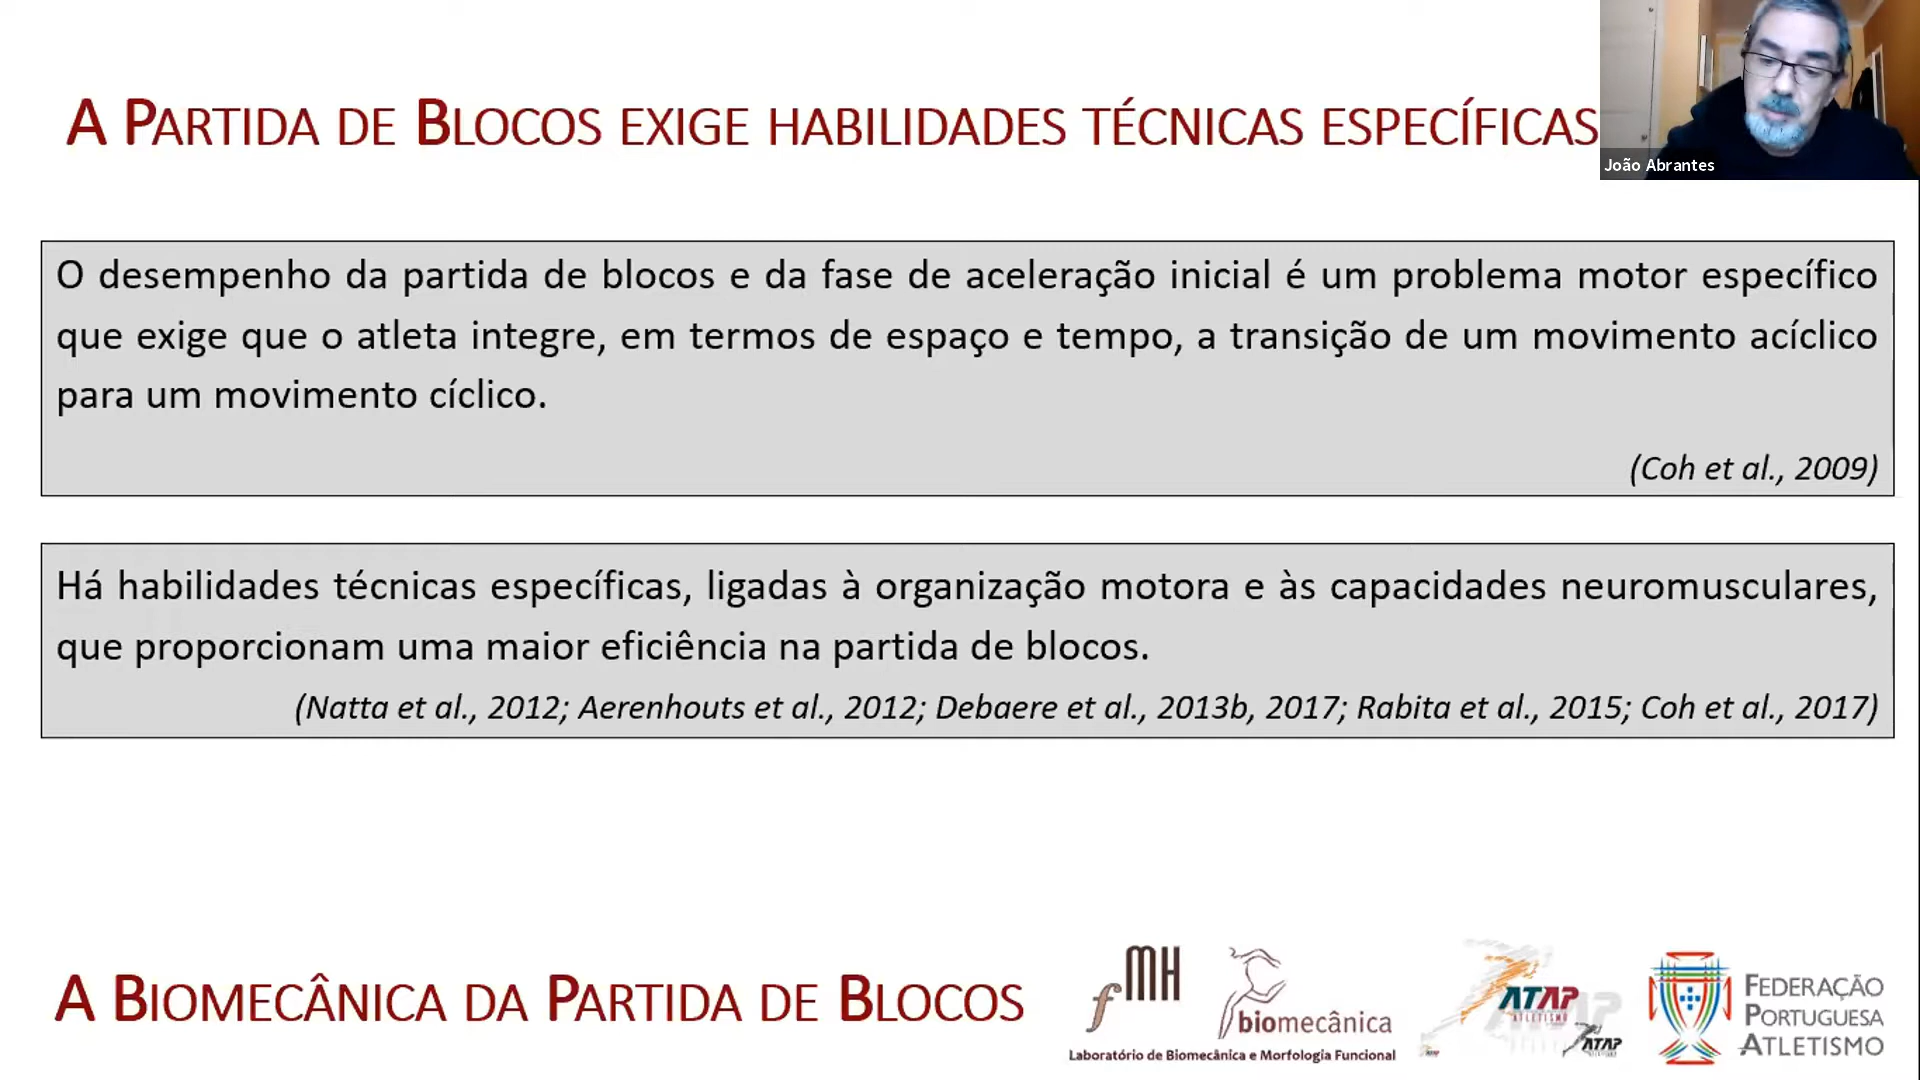 A PARTIDA DE BLOCOS EXIGE HABILIDADES TÉCNICAS ESPECÍFICAS
João Abrantes
O desempenho da partida de blocos e da fase de aceleração inicial é um problema motor específico
que exige que o atleta integre, em termos de espaço e tempo, a transição de um movimento acíclico
para um movimento cíclico.
(Coh et al., 2009)
Há habilidades técnicas específicas, ligadas à organização motora e às capacidades neuromusculares,
que proporcionam uma maior eficiência na partida de blocos.
(Natta et al., 2012; Aerenhouts et al., 2012; Debaere et al., 2013b, 2017; Rabita et al., 2015; Coh et al., 2017)
A BIOMECÂNICA DA PARTIDA DE BLOCOS
fMH
biomecânica
Laboratório de Biomecânica e Morfologia Funcional
ATAP
ATLETISMO
ATAP
FEDERAÇÃO
PORTUGUESA
ATLETISMO